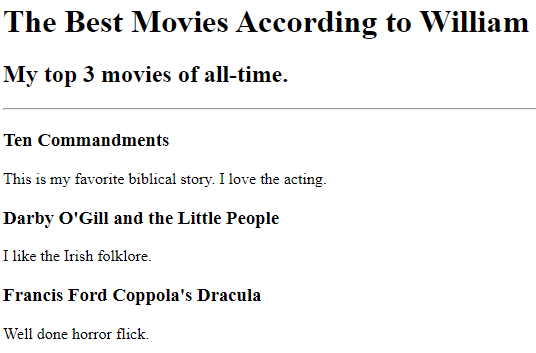 The Best Movies According to William
My top 3 movies of all-time.
Ten Commandments
This is my favorite biblical story. I love the acting.
Darby O'Gill and the Little People
I like the Irish folklore.
Francis Ford Coppola's Dracula
Well done horror flick.